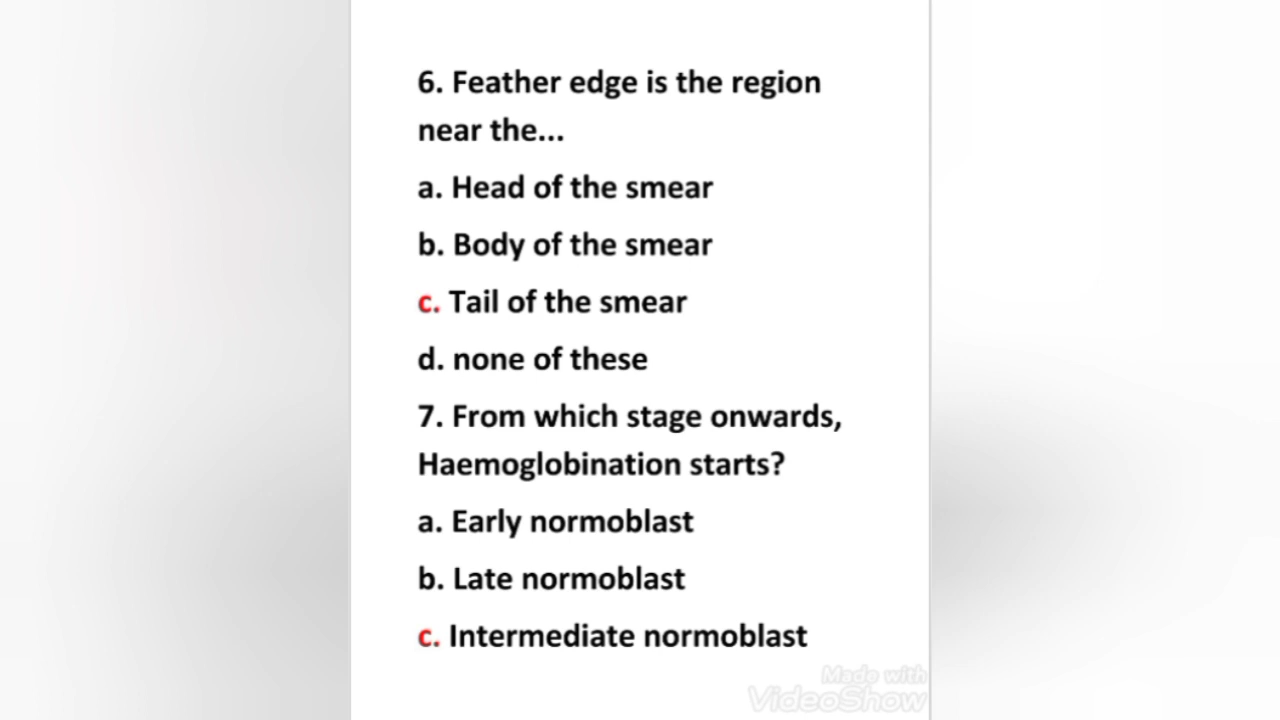 6. Feather edge is the region
near the...
a. Head of the smear
b. Body of the smear
c. Tail of the smear
d. none of these
7. From which stage onwards,
Haemoglobination starts?
a. Early normoblast
b. Late normoblast
c. Intermediate normoblast
Made with
VideoShow